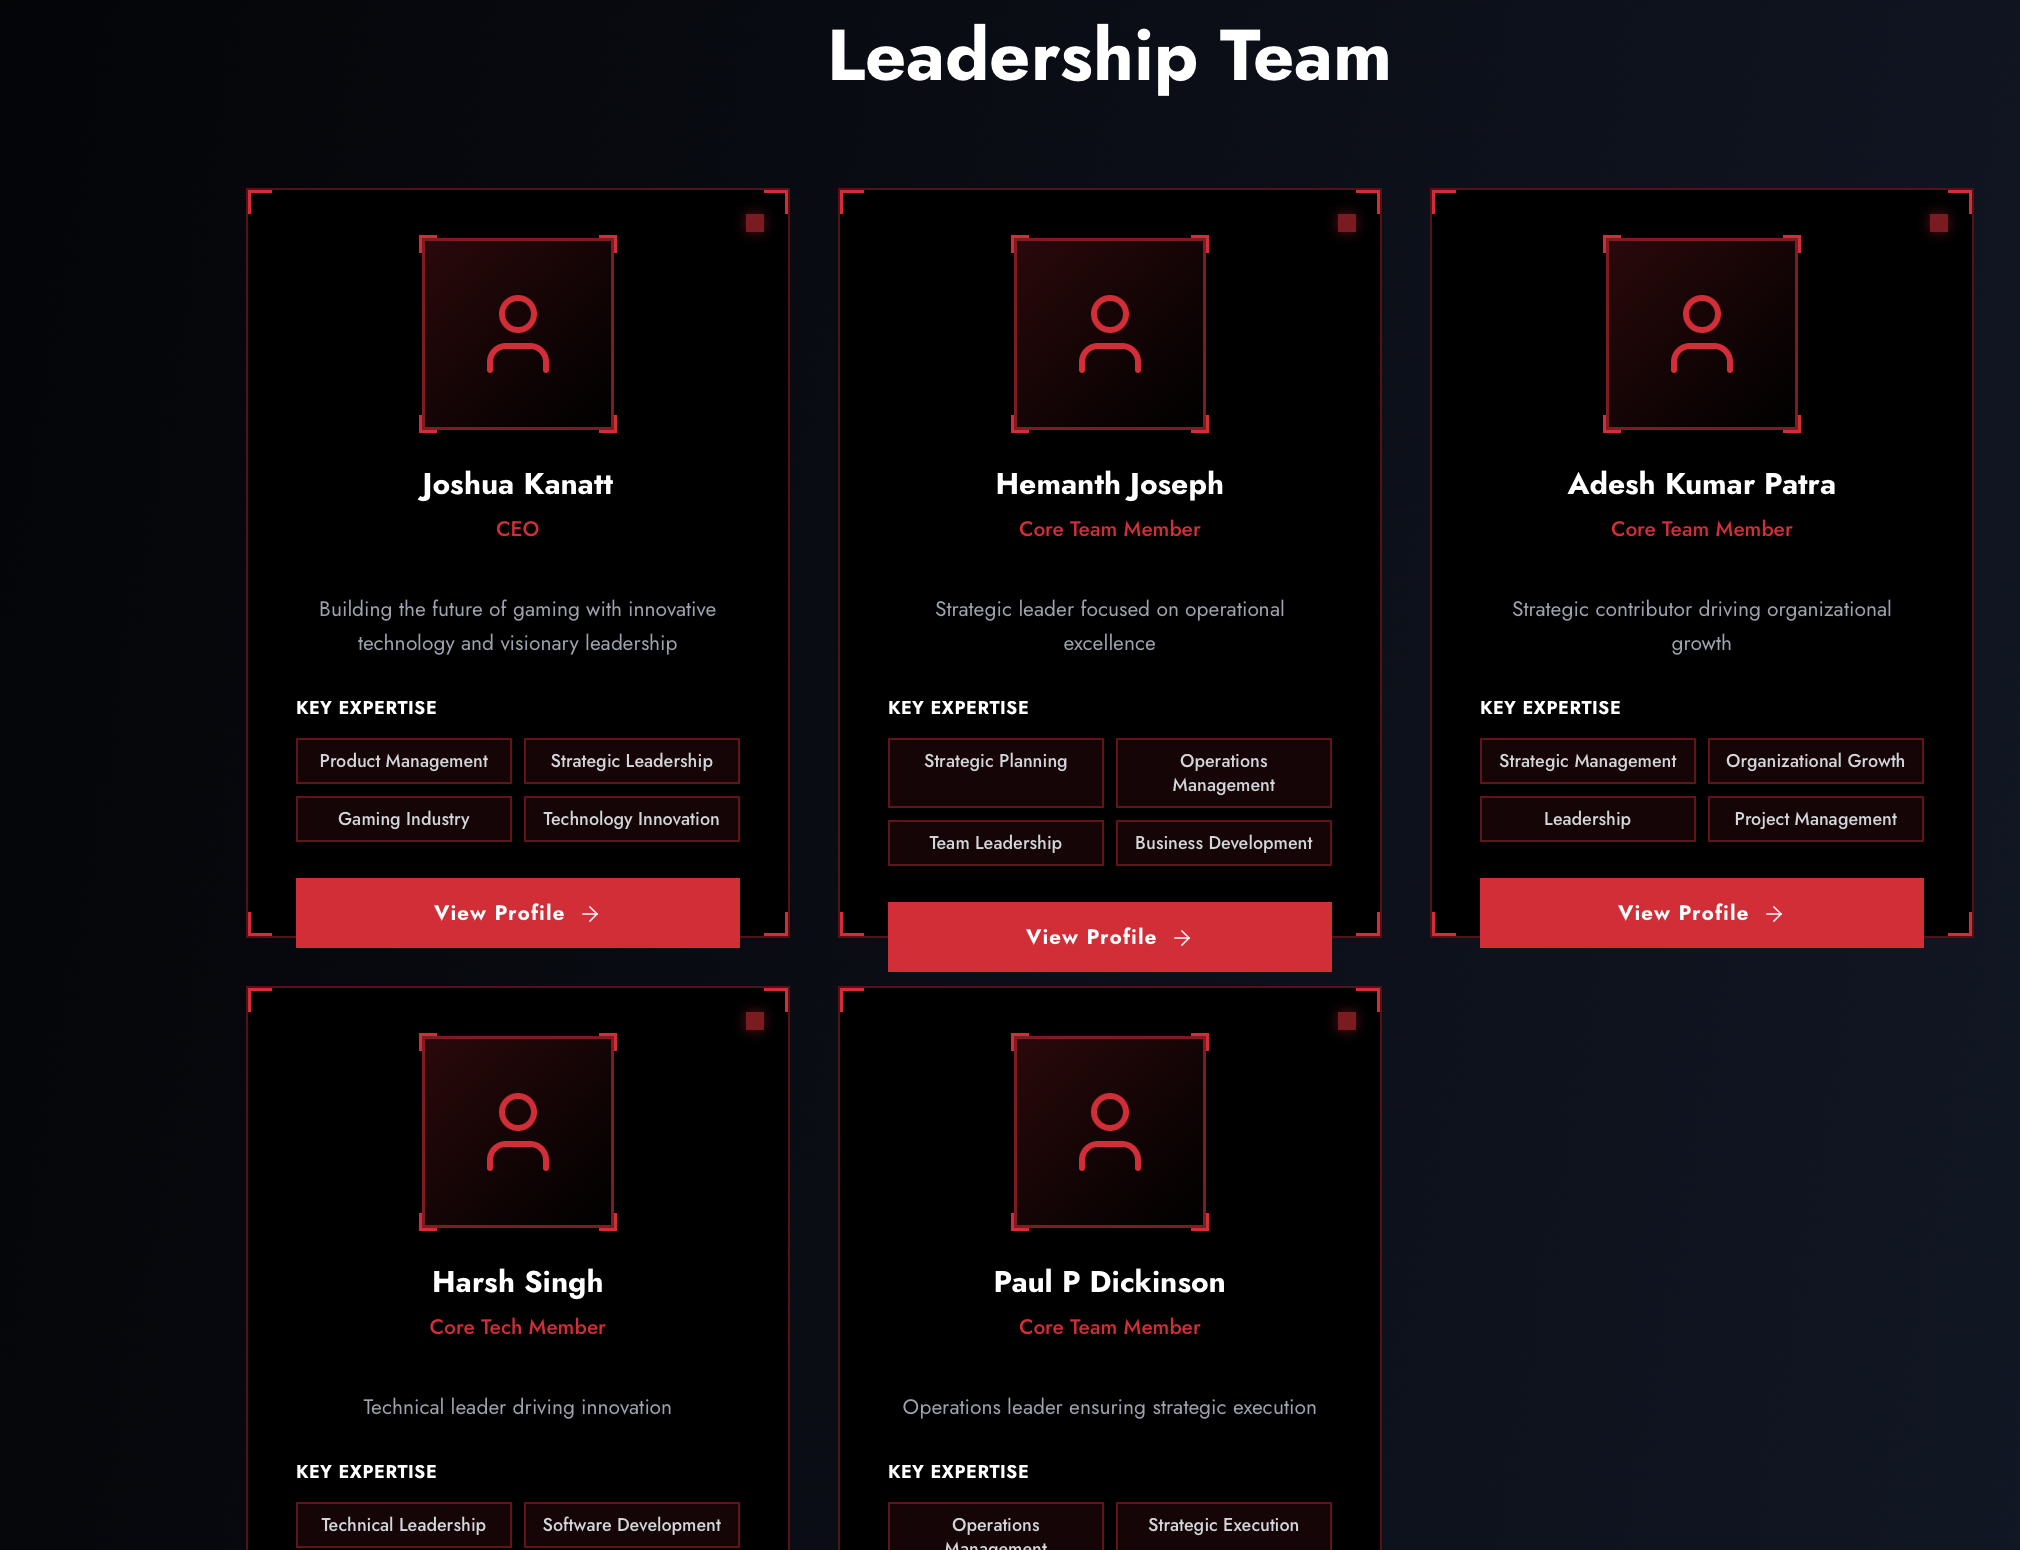 Leadership Team
Joshua Kanatt
CEO
Building the future of gaming with innovative
technology and visionary leadership
KEY EXPERTISE
Product Management
Strategic Leadership
Gaming Industry
Technology Innovation
View Profile →
Hemanth Joseph
Core Team Member
Strategic leader focused on operational
excellence
KEY EXPERTISE
Strategic Planning
Operations
Management
Team Leadership
Business Development
View Profile →
Adesh Kumar Patra
Core Team Member
Strategic contributor driving organizational
growth
KEY EXPERTISE
Strategic Management
Organizational Growth
Leadership
Project Management
View Profile →
Harsh Singh
Core Tech Member
Technical leader driving innovation
KEY EXPERTISE
Technical Leadership
Software Development
Paul P Dickinson
Core Team Member
Operations leader ensuring strategic execution
KEY EXPERTISE
Operations
Management
Strategic Execution